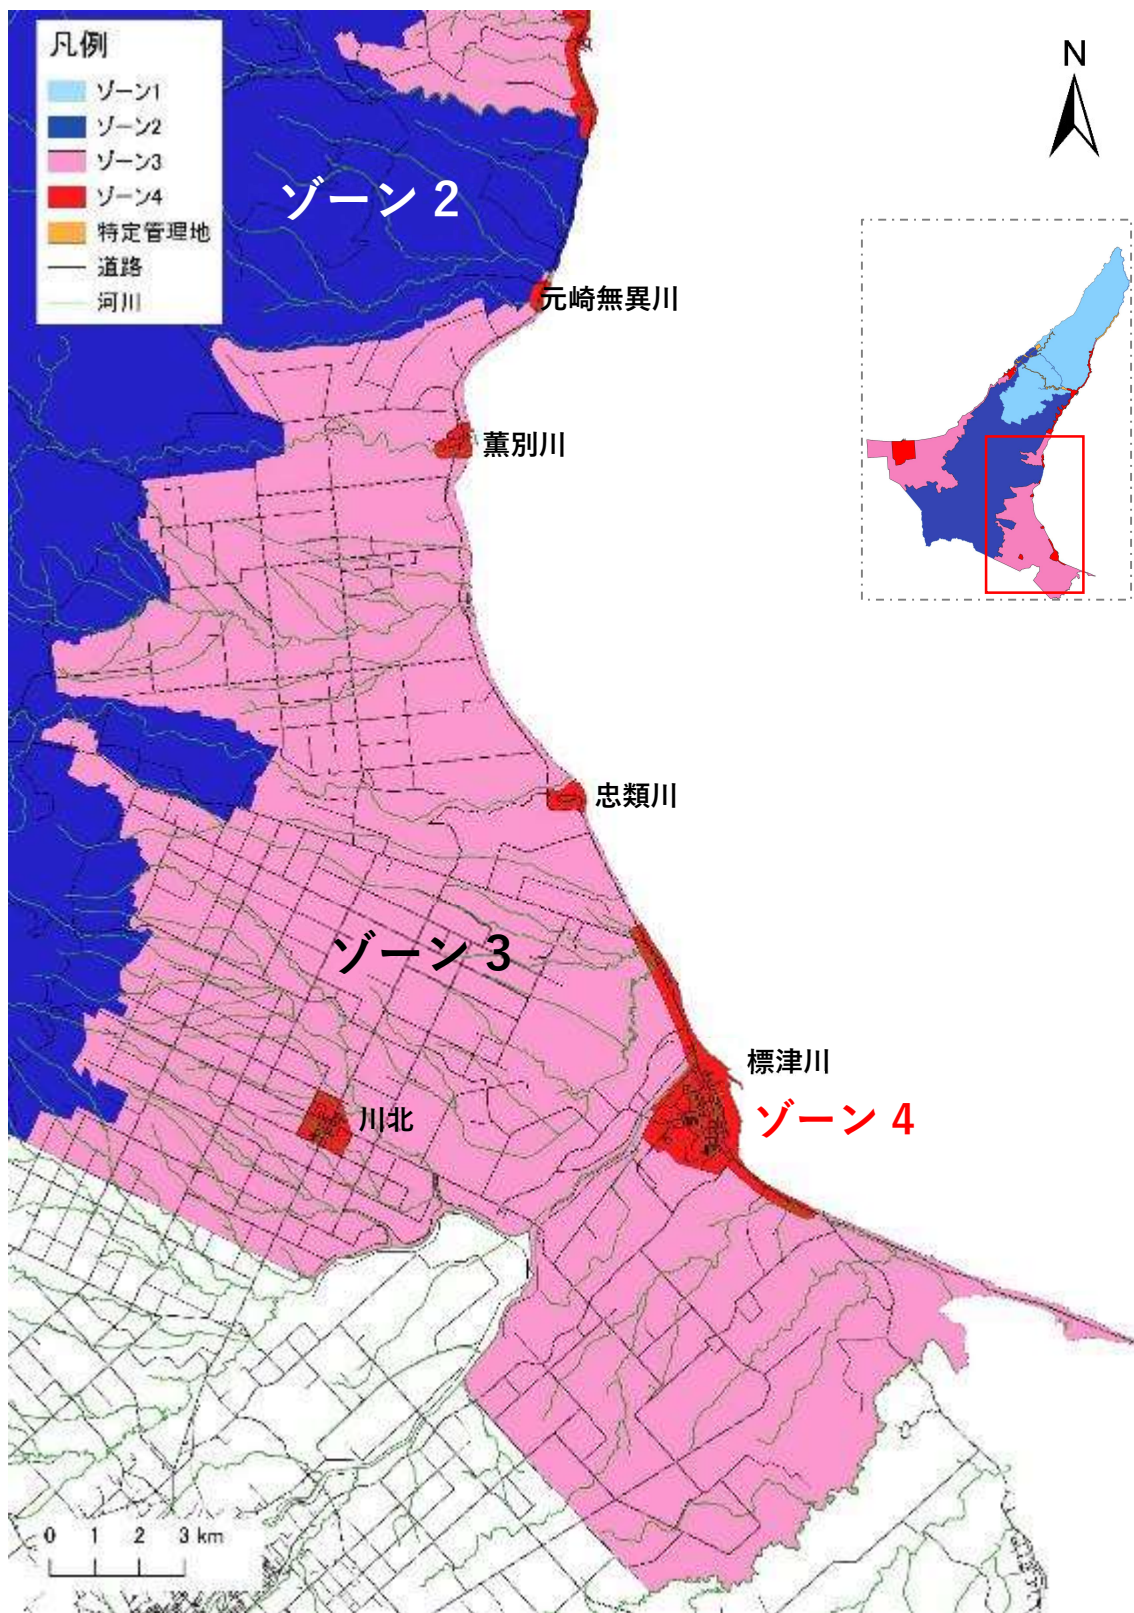 凡例
ゾーン1
ゾーン2
ゾーン3
ゾーン4
特定管理地
道路
河川
N
ゾーン 2
元崎無異川
薫別川
忠類川
ゾーン 3
標津川
ゾーン 4
川北
0 1 2 3 km